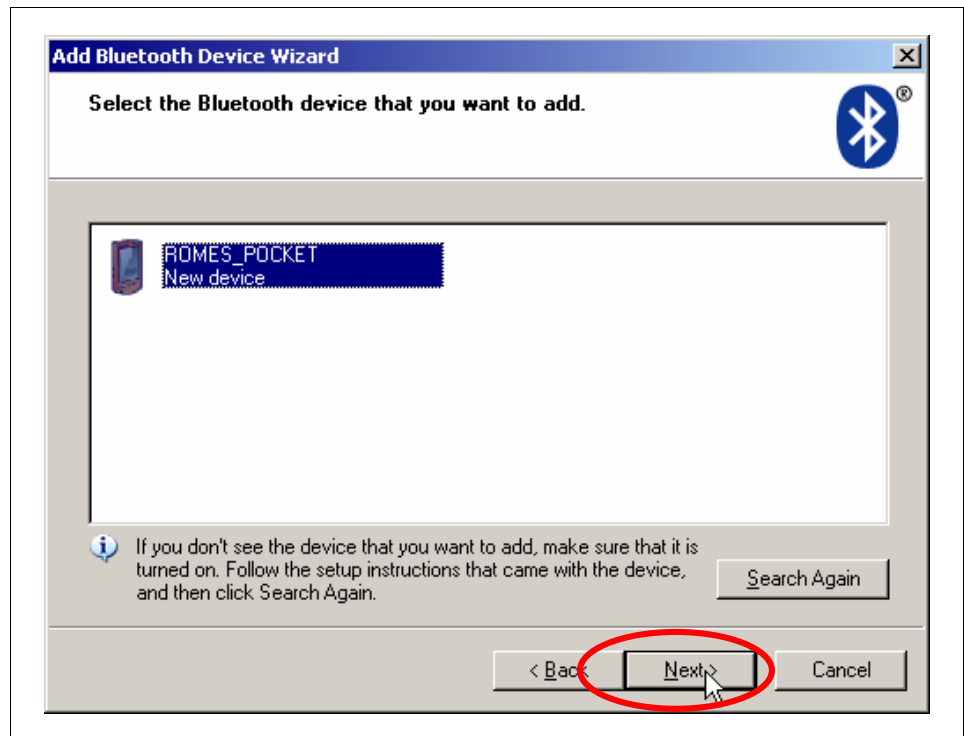 Add Bluetooth Device Wizard
Select the Bluetooth device that you want to add.
®
ROMES_POCKET
New device
If you don't see the device that you want to add, make sure that it is
turned on. Follow the setup instructions that came with the device,
and then click Search Again.
Search Again
< Back
Next >
Cancel